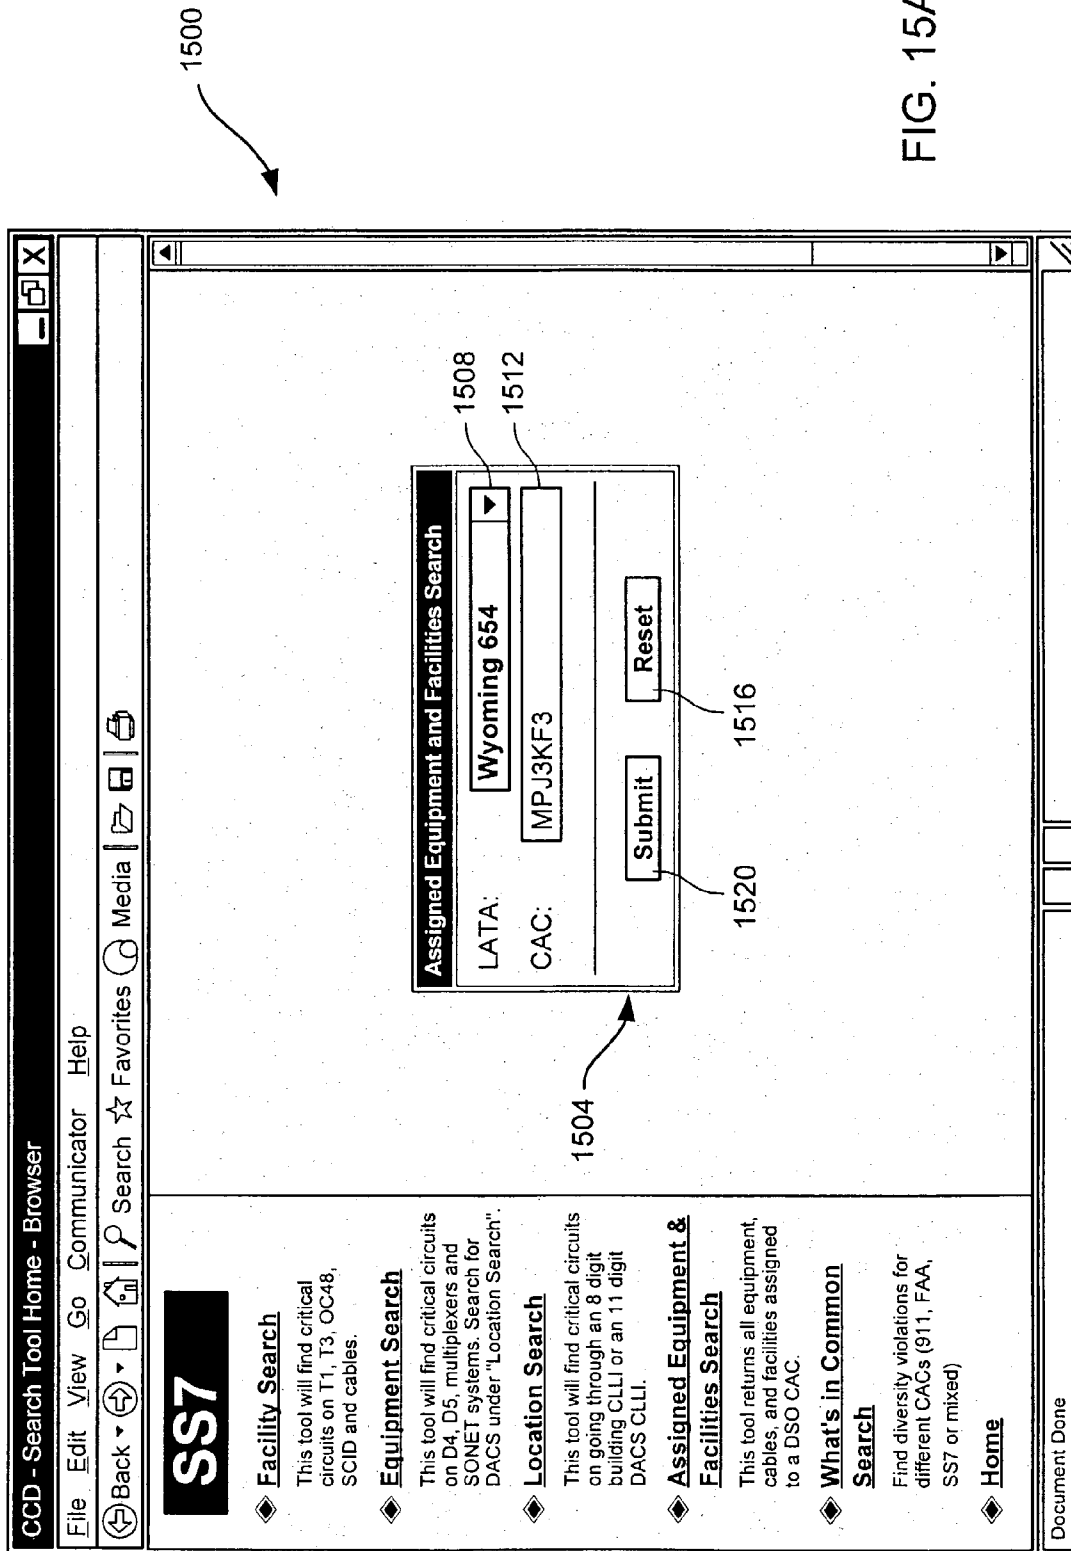 CCD - Search Tool Home - Browser
File Edit View Go Communicator Help
Back Search Favorites Media
SS7
Facility Search
This tool will find critical
circuits on T1, T3, OC48,
SCID and cables.
Equipment Search
This tool will find critical circuits
on D4, D5, multiplexers and
SONET systems. Search for
DACS under "Location Search".
Location Search
This tool will find critical circuits
on going through an 8 digit
building CLLI or an 11 digit
DACS CLLI.
Assigned Equipment &
Facilities Search
This tool returns all equipment,
cables, and facilities assigned
to a DSO CAC.
What's in Common
Search
Find diversity violations for
different CACs (911, FAA,
SS7 or mixed)
Home
Assigned Equipment and Facilities Search
LATA: Wyoming 654
CAC: MPJ3KF3
Submit Reset
1504
1508
1512
1520
1516
Document Done
1500
FIG. 15A